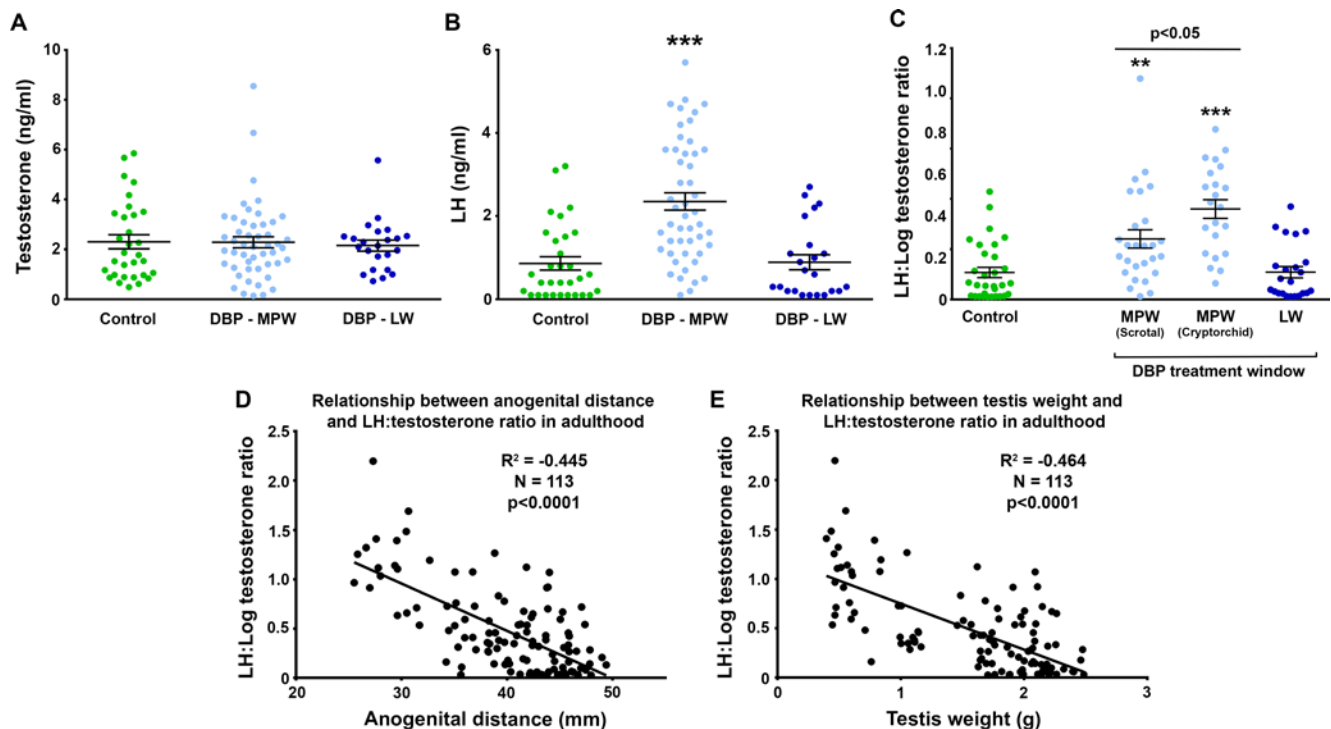 A
Testosterone (ng/ml)
10
8
6
4
2
0
Control
DBP - MPW
DBP - LW
B
LH (ng/ml)
6
4
2
0
***
Control
DBP - MPW
DBP - LW
C
LH:Log testosterone ratio
1.2
1.0
0.8
0.6
0.4
0.2
0
p<0.05
**
***
Control
MPW
(Scrotal)
MPW
(Cryptorchid)
LW
DBP treatment window
D
Relationship between anogenital distance
and LH:testosterone ratio in adulthood
R² = -0.445
N = 113
p<0.0001
LH:Log testosterone ratio
2.5
2.0
1.5
1.0
0.5
0
20
30
40
50
Anogenital distance (mm)
E
Relationship between testis weight and
LH:testosterone ratio in adulthood
R² = -0.464
N = 113
p<0.0001
LH:Log testosterone ratio
2.5
2.0
1.5
1.0
0.5
0
0
1
2
3
Testis weight (g)